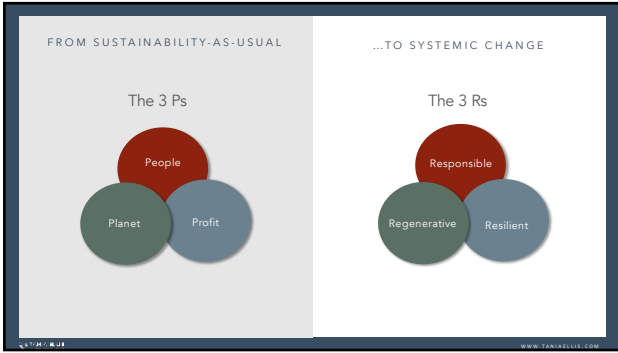 FROM SUSTAINABILITY-AS-USUAL
...TO SYSTEMIC CHANGE
The 3 Ps
People
Planet
Profit
The 3 Rs
Responsible
Regenerative
Resilient
WWW.TANIAELLIS.COM